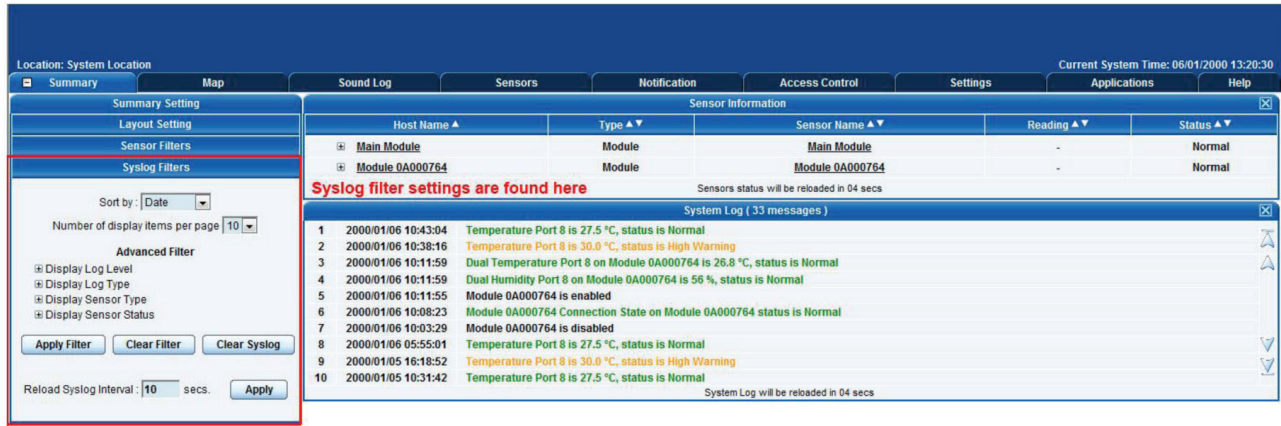 Location: System Location
Current System Time: 06/01/2000 13:20:30
Summary Map Sound Log Sensors Notification Access Control Settings Applications Help
Summary Setting
Layout Setting
Sensor Filters
Syslog Filters
Sort by : Date
Number of display items per page 10
Advanced Filter
Display Log Level
Display Log Type
Display Sensor Type
Display Sensor Status
Apply Filter Clear Filter Clear Syslog
Reload Syslog Interval : 10 secs. Apply
Sensor Information
Host Name Type Sensor Name Reading Status
Main Module Module Main Module - Normal
Module 0A000764 Module Module 0A000764 - Normal
Syslog filter settings are found here
Sensors status will be reloaded in 04 secs
System Log ( 33 messages )
1 2000/01/06 10:43:04 Temperature Port 8 is 27.5 °C, status is Normal
2 2000/01/06 10:38:16 Temperature Port 8 is 30.0 °C, status is High Warning
3 2000/01/06 10:11:59 Dual Temperature Port 8 on Module 0A000764 is 26.8 °C, status is Normal
4 2000/01/06 10:11:59 Dual Humidity Port 8 on Module 0A000764 is 56 %, status is Normal
5 2000/01/06 10:11:55 Module 0A000764 is enabled
6 2000/01/06 10:08:23 Module 0A000764 Connection State on Module 0A000764 status is Normal
7 2000/01/06 10:03:29 Module 0A000764 is disabled
8 2000/01/06 05:55:01 Temperature Port 8 is 27.5 °C, status is Normal
9 2000/01/05 16:18:52 Temperature Port 8 is 30.0 °C, status is High Warning
10 2000/01/05 10:31:42 Temperature Port 8 is 27.5 °C, status is Normal
System Log will be reloaded in 04 secs